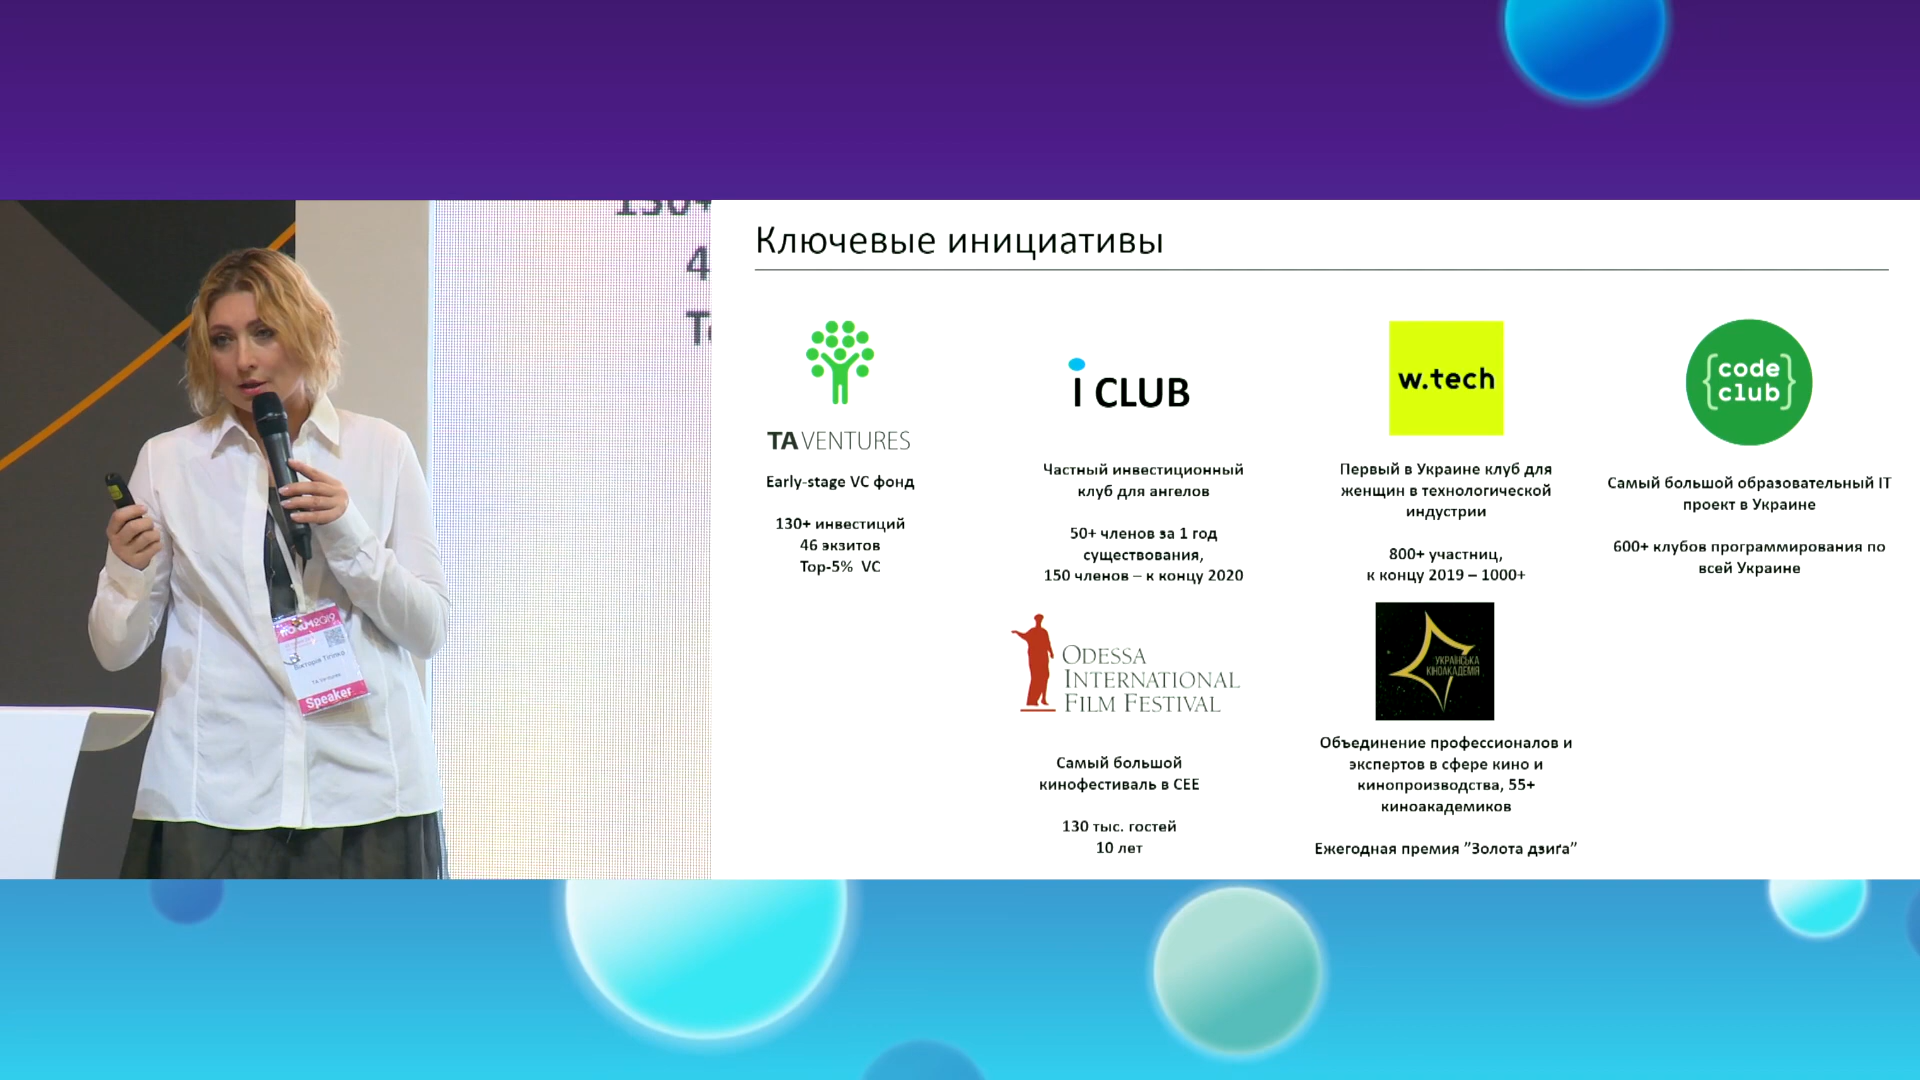 Ключевые инициативы
TA VENTURES
Early-stage VC фонд
130+ инвестиций
46 экзитов
Top-5% VC
i CLUB
Частный инвестиционный
клуб для ангелов
50+ членов за 1 год
существования,
150 членов – к концу 2020
w.tech
Первый в Украине клуб для
женщин в технологической
индустрии
800+ участниц,
к концу 2019 – 1000+
{code
club}
Самый большой образовательный IT
проект в Украине
600+ клубов программирования по
всей Украине
ODESSA
INTERNATIONAL
FILM FESTIVAL
Самый большой
кинофестиваль в CEE
130 тыс. гостей
10 лет
УКРАЇНСЬКА
КІНОАКАДЕМІЯ
Объединение профессионалов и
экспертов в сфере кино и
кинопроизводства, 55+
киноакадемиков
Ежегодная премия ”Золота дзиґа”
130+
4
TA Ventures
Speaker